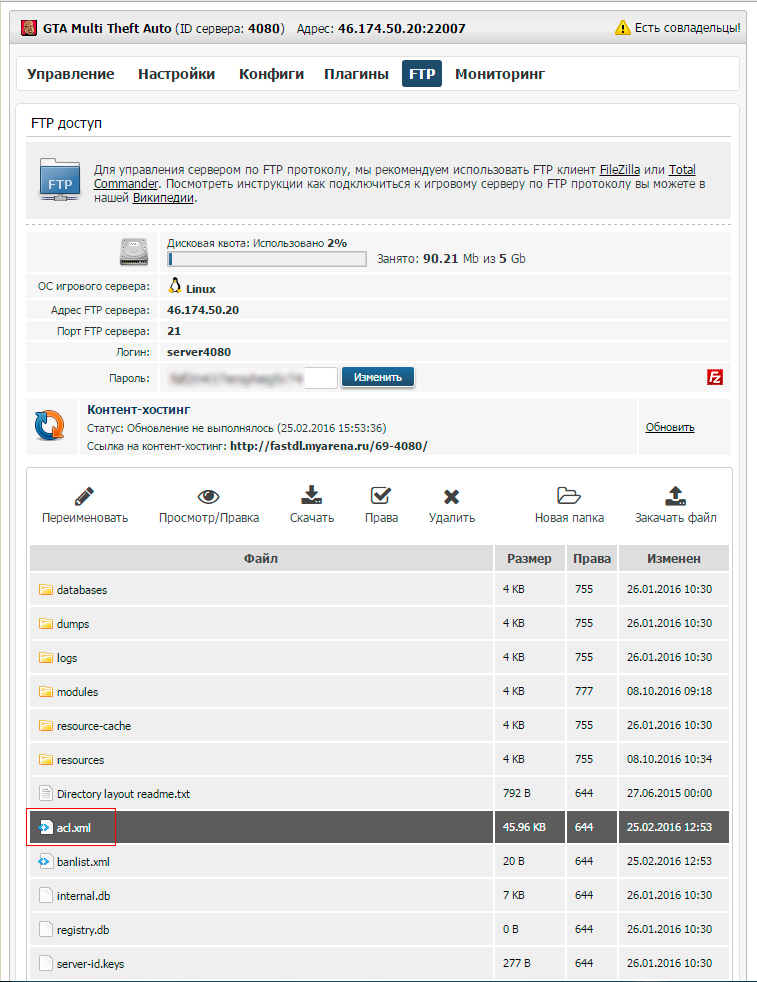 GTA Multi Theft Auto (ID сервера: 4080) Адрес: 46.174.50.20:22007 Есть совладельцы!
Управление Настройки Конфиги Плагины FTP Мониторинг
FTP доступ
FTP
Для управления сервером по FTP протоколу, мы рекомендуем использовать FTP клиент FileZilla или Total
Commander. Посмотреть инструкции как подключиться к игровому серверу по FTP протоколу вы можете в
нашей Википедии.
Дисковая квота: Использовано 2%
Занято: 90.21 Mb из 5 Gb
ОС игрового сервера: Linux
Адрес FTP сервера: 46.174.50.20
Порт FTP сервера: 21
Логин: server4080
Пароль: Изменить
Контент-хостинг
Статус: Обновление не выполнялось (25.02.2016 15:53:36) Обновить
Ссылка на контент-хостинг: http://fastdl.myarena.ru/69-4080/
Переименовать Просмотр/Правка Скачать Права Удалить Новая папка Закачать файл
Файл Размер Права Изменен
databases 4 KB 755 26.01.2016 10:30
dumps 4 KB 755 26.01.2016 10:30
logs 4 KB 755 26.01.2016 10:30
modules 4 KB 777 08.10.2016 09:18
resource-cache 4 KB 755 26.01.2016 10:30
resources 4 KB 755 08.10.2016 10:34
Directory layout readme.txt 792 B 644 27.06.2015 00:00
acl.xml 45.96 KB 644 25.02.2016 12:53
banlist.xml 20 B 644 25.02.2016 12:53
internal.db 7 KB 644 26.01.2016 10:30
registry.db 0 B 644 26.01.2016 10:30
server-id.keys 277 B 644 26.01.2016 10:30